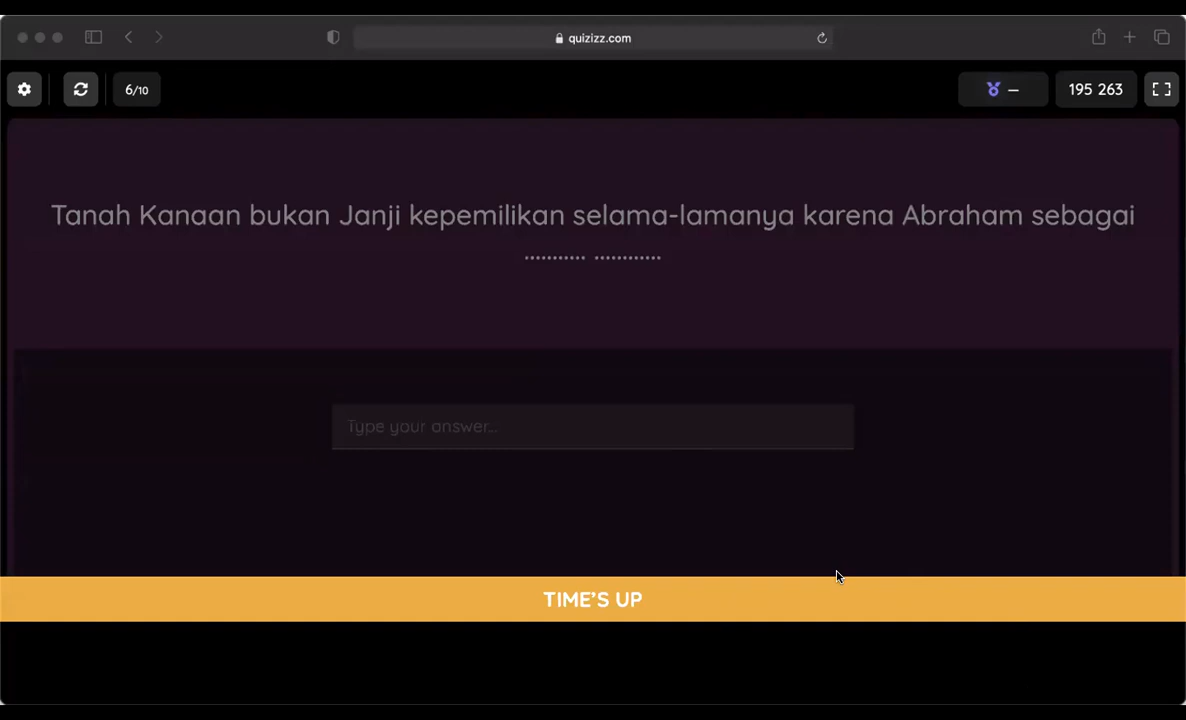 quizizz.com
6/10
–
195 263
Tanah Kanaan bukan Janji kepemilikan selama-lamanya karena Abraham sebagai
........... ............
Type your answer...
TIME'S UP